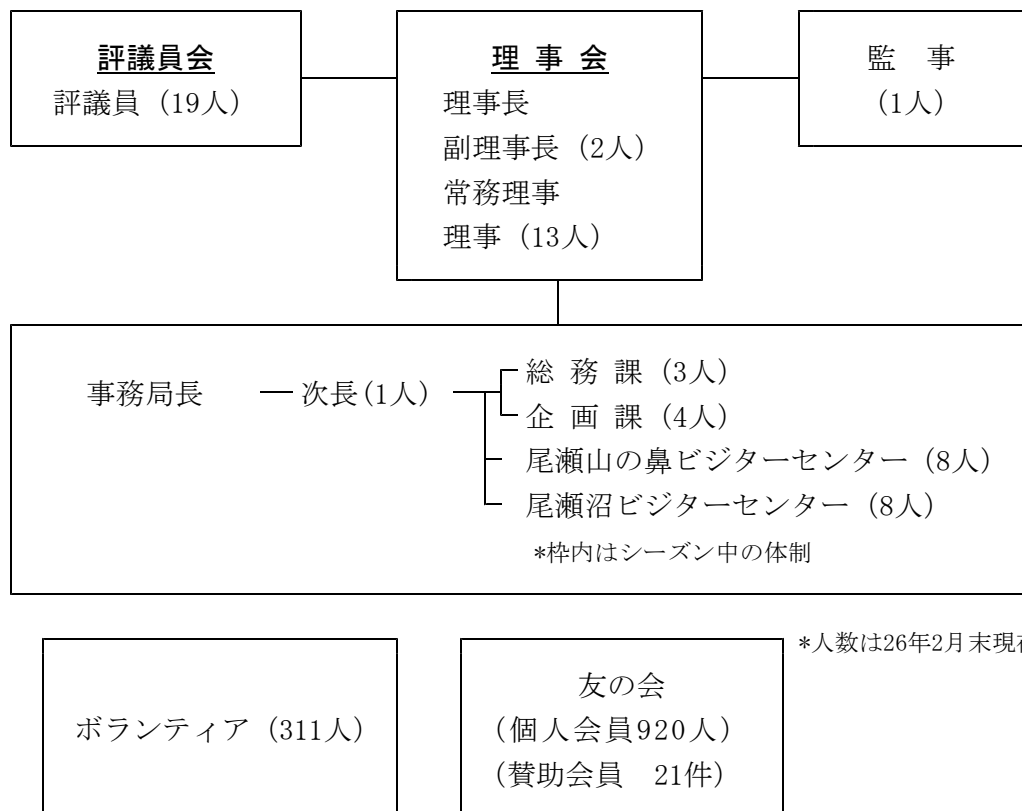 評議員会
評議員（19人）
理 事 会
理事長
副理事長（2人）
常務理事
理事（13人）
監　事
（1人）
事務局長
次長(1人)
総 務 課（3人）
企 画 課（4人）
尾瀬山の鼻ビジターセンター（8人）
尾瀬沼ビジターセンター（8人）
*枠内はシーズン中の体制
*人数は26年2月末現在
ボランティア（311人）
友の会
（個人会員920人）
（賛助会員　21件）